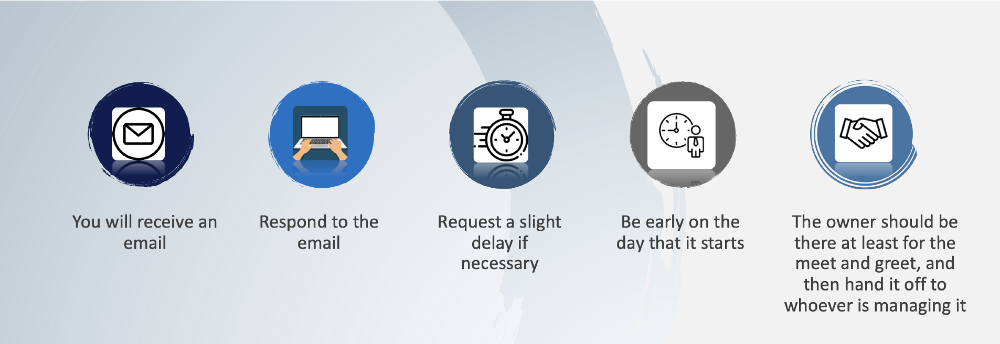 You will receive an
email
Respond to the
email
Request a slight
delay if
necessary
Be early on the
day that it starts
The owner should be
there at least for the
meet and greet, and
then hand it off to
whoever is managing it